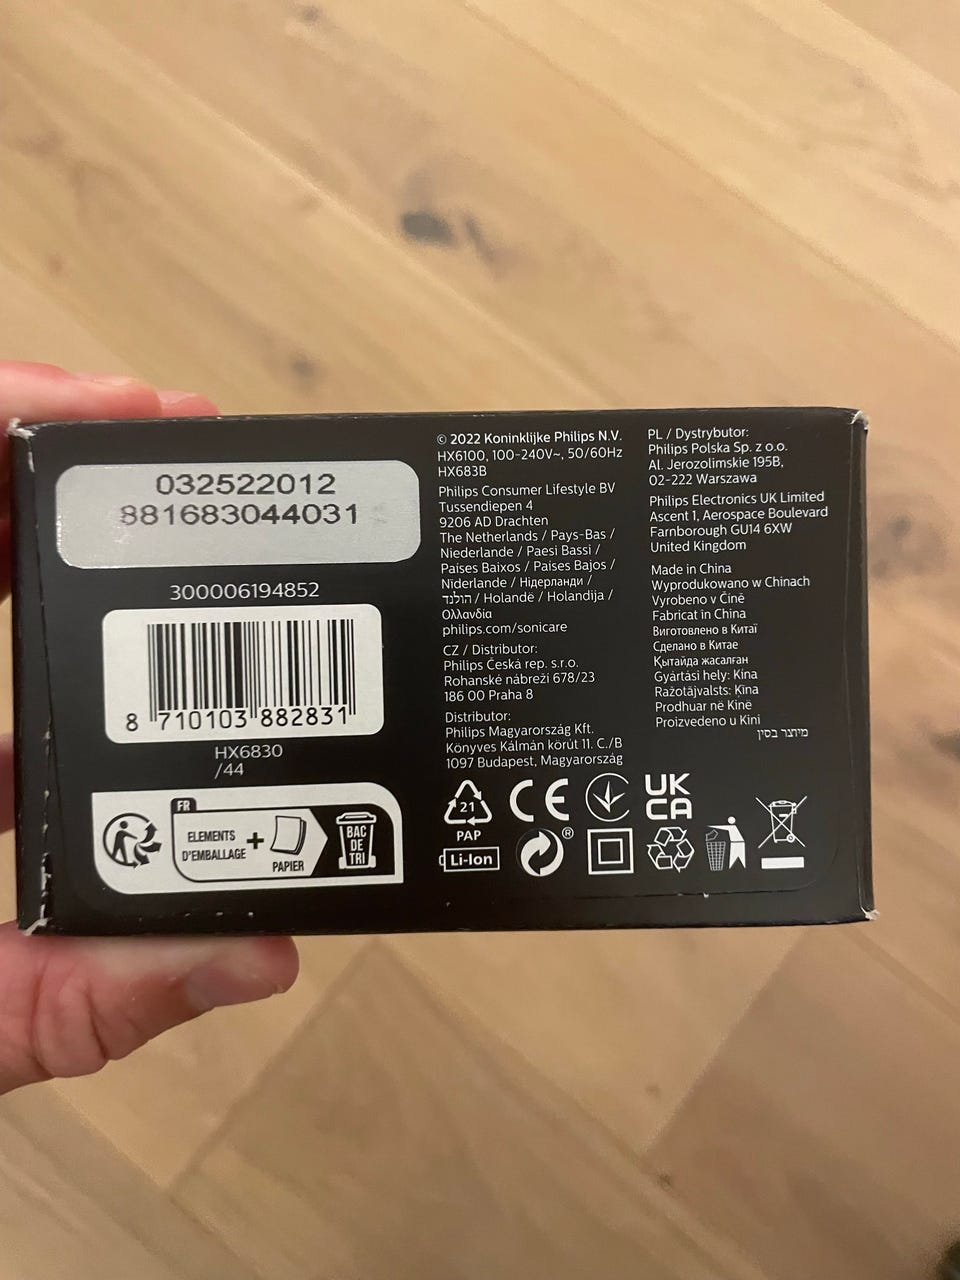 032522012
881683044031
300006194852
8 710103 882831
HX6830
/44
FR
ELEMENTS
D'EMBALLAGE
+
PAPIER
BAC
DE
TRI
© 2022 Koninklijke Philips N.V.
HX6100, 100-240V~, 50/60Hz
HX683B
Philips Consumer Lifestyle BV
Tussendiepen 4
9206 AD Drachten
The Netherlands / Pays-Bas /
Niederlande / Paesi Bassi /
Países Baixos / Países Bajos /
Nīderlande / Нідерланди /
הולנד / Holandë / Holandija /
Ολλανδία
philips.com/sonicare
CZ / Distributor:
Philips Česká rep. s.r.o.
Rohanské nábreží 678/23
186 00 Praha 8
Distributor:
Philips Magyarország Kft.
Könyves Kálmán körút 11. C./B
1097 Budapest, Magyarország
PL / Dystrybutor:
Philips Polska Sp. z o.o.
Al. Jerozolimskie 195B,
02-222 Warszawa
Philips Electronics UK Limited
Ascent 1, Aerospace Boulevard
Farnborough GU14 6XW
United Kingdom
Made in China
Wyprodukowano w Chinach
Vyrobeno v Číně
Fabricat in China
Виготовлено в Китаї
Сделано в Китае
Қытайда жасалған
Gyártási hely: Kína
Ražotājvalsts: Ķīna
Prodhuar në Kinë
Proizvedeno u Kini
מיוצר בסין
21
PAP
CE
UK
CA
Li-Ion
®